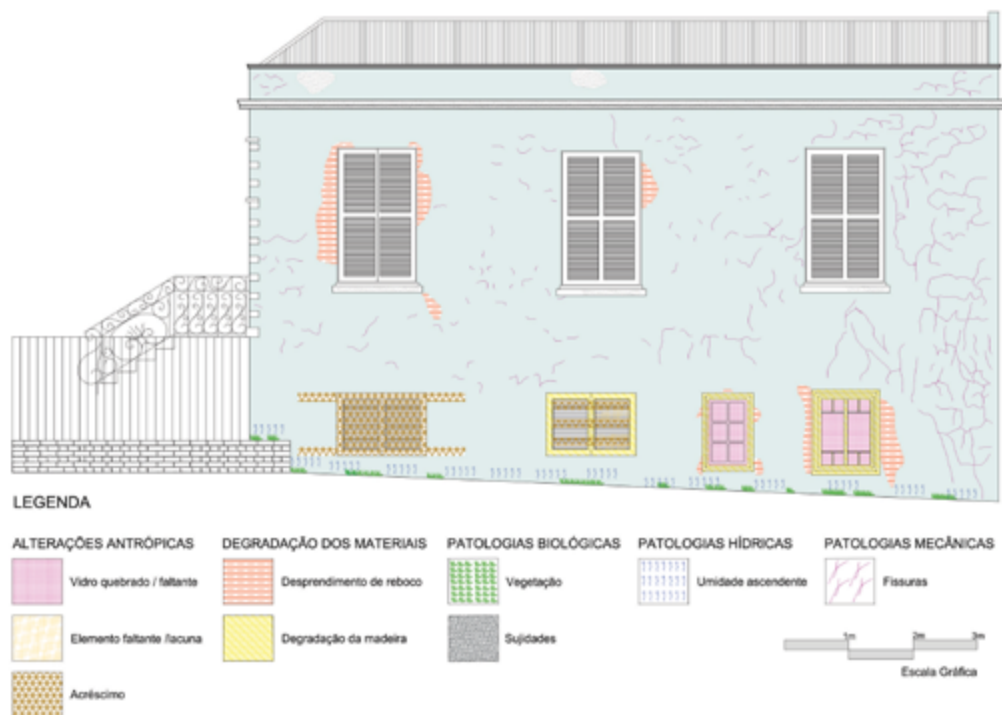 LEGENDA
ALTERAÇÕES ANTRÓPICAS
Vidro quebrado / faltante
Elemento faltante /lacuna
Acréscimo
DEGRADAÇÃO DOS MATERIAIS
Desprendimento de reboco
Degradação da madeira
PATOLOGIAS BIOLÓGICAS
Vegetação
Sujidades
PATOLOGIAS HÍDRICAS
Umidade ascendente
PATOLOGIAS MECÂNICAS
Fissuras
1m 2m 3m
Escala Gráfica